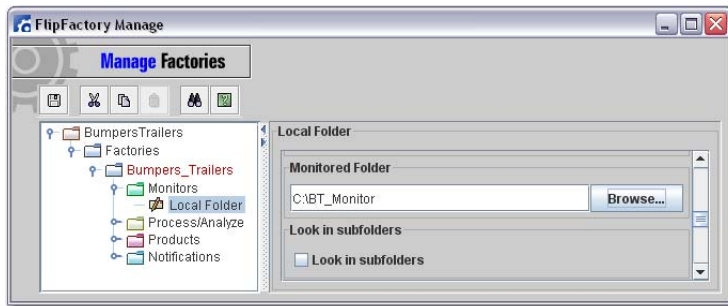 FlipFactory Manage
Manage Factories
BumpersTrailers
Factories
Bumpers_Trailers
Monitors
Local Folder
Process/Analyze
Products
Notifications
Local Folder
Monitored Folder
C:\BT_Monitor
Browse...
Look in subfolders
Look in subfolders